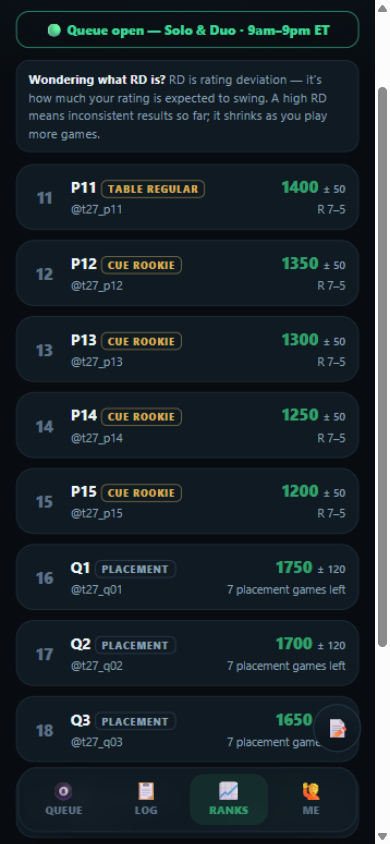 Queue open — Solo & Duo · 9am–9pm ET
Wondering what RD is? RD is rating deviation — it's
how much your rating is expected to swing. A high RD
means inconsistent results so far; it shrinks as you play
more games.
11 P11 TABLE REGULAR 1400 ± 50
@t27_p11 R 7–5
12 P12 CUE ROOKIE 1350 ± 50
@t27_p12 R 7–5
13 P13 CUE ROOKIE 1300 ± 50
@t27_p13 R 7–5
14 P14 CUE ROOKIE 1250 ± 50
@t27_p14 R 7–5
15 P15 CUE ROOKIE 1200 ± 50
@t27_p15 R 7–5
16 Q1 PLACEMENT 1750 ± 120
@t27_q01 7 placement games left
17 Q2 PLACEMENT 1700 ± 120
@t27_q02 7 placement games left
18 Q3 PLACEMENT 1650
@t27_q03 7 placement
QUEUE LOG RANKS ME